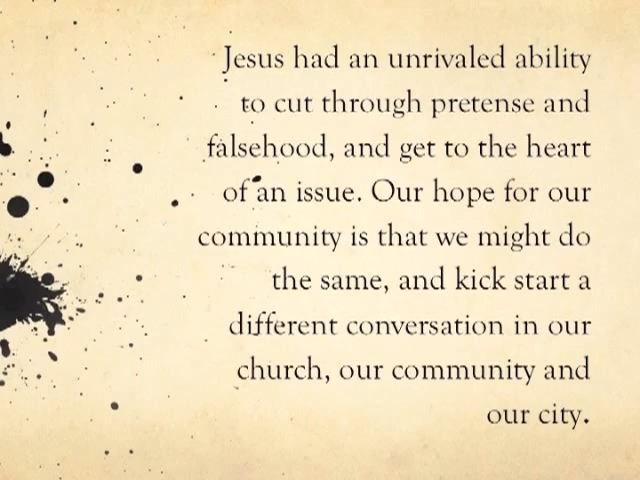 Jesus had an unrivaled ability
to cut through pretense and
falsehood, and get to the heart
of an issue. Our hope for our
community is that we might do
the same, and kick start a
different conversation in our
church, our community and
our city.